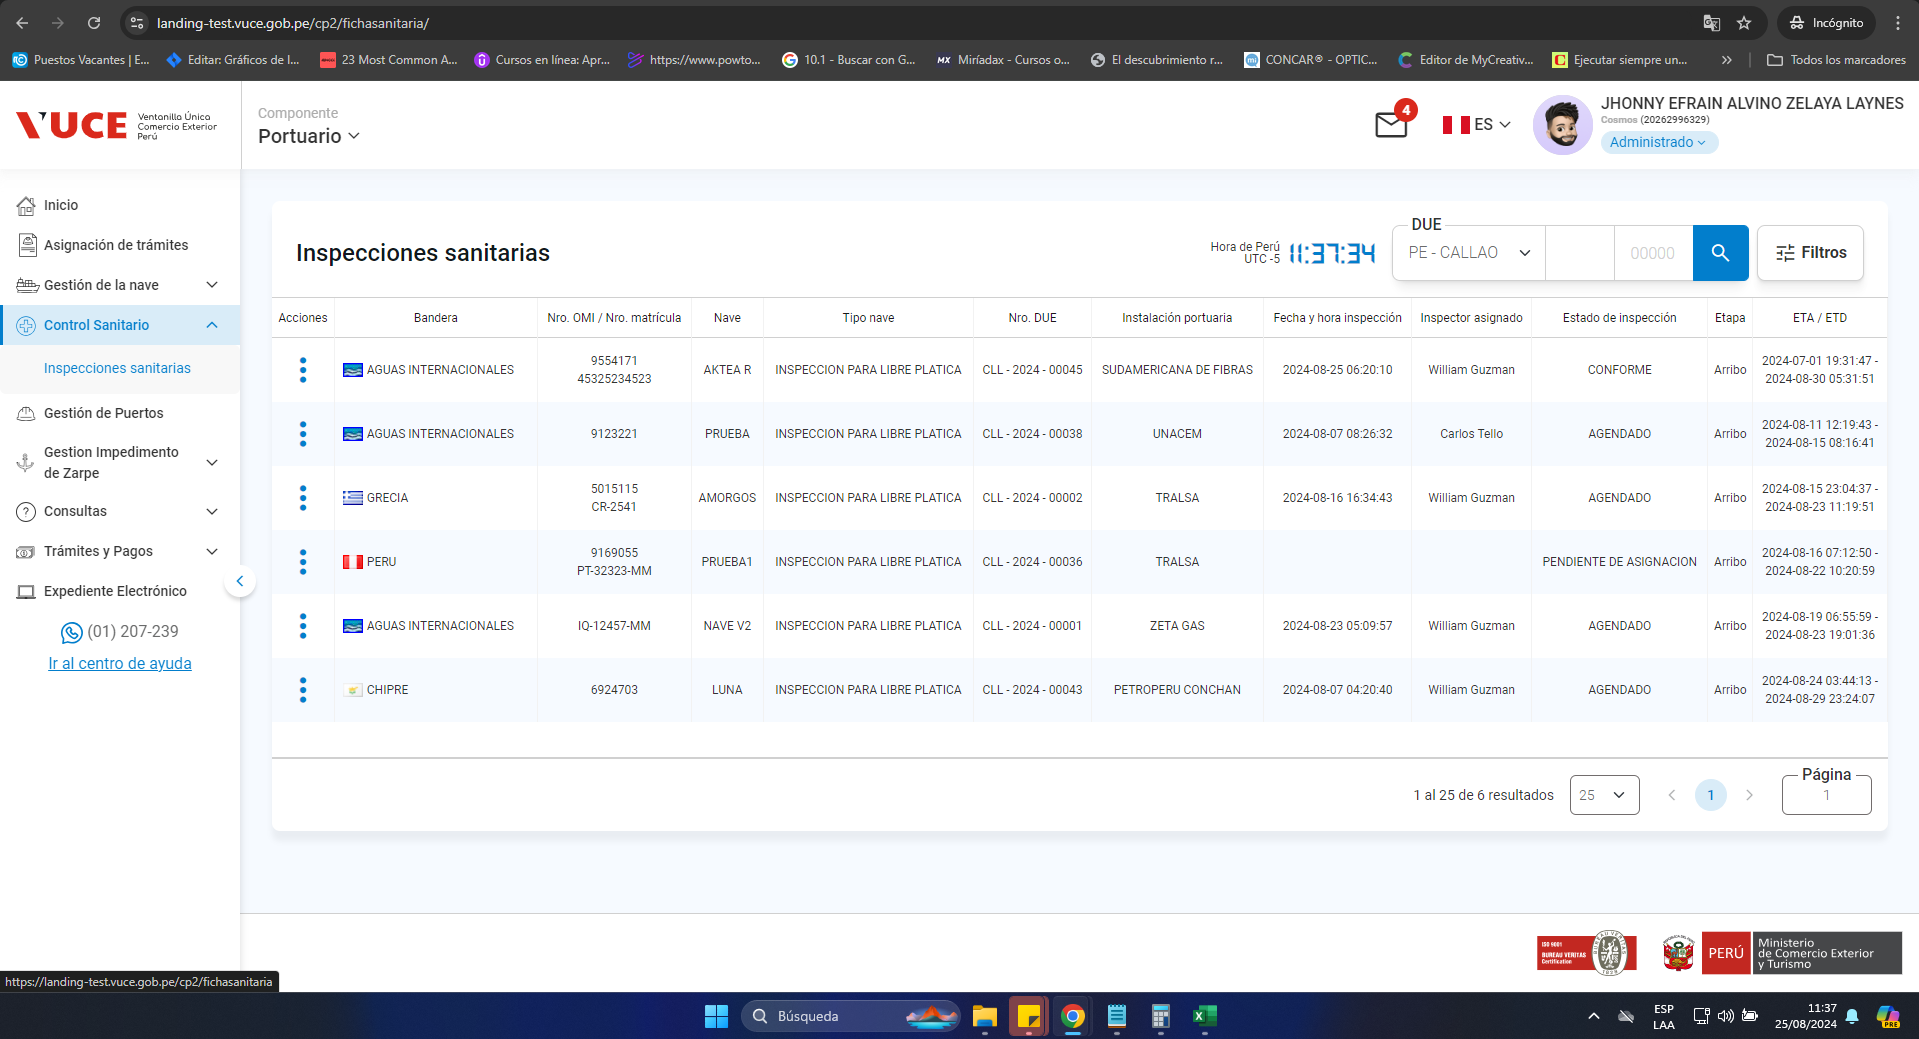 landing-test.vuce.gob.pe/cp2/fichasanitaria/
Incógnito
Puestos Vacantes | E...
Editar: Gráficos de l...
23 Most Common A...
Cursos en línea: Apr...
https://www.powto...
10.1 - Buscar con G...
Miríadax - Cursos o...
El descubrimiento r...
CONCAR® - OPTIC...
Editor de MyCreativ...
Ejecutar siempre un...
Todos los marcadores
VUCE
Ventanilla Única
Comercio Exterior
Perú
Componente
Portuario
4
ES
JHONNY EFRAIN ALVINO ZELAYA LAYNES
Cosmos (20262996329)
Administrado
Inicio
Asignación de trámites
Gestión de la nave
Control Sanitario
Inspecciones sanitarias
Gestión de Puertos
Gestion Impedimento
de Zarpe
Consultas
Trámites y Pagos
Expediente Electrónico
(01) 207-239
Ir al centro de ayuda
Inspecciones sanitarias
Hora de Perú
UTC -5
11:37:34
DUE
PE - CALLAO
00000
Filtros
Acciones Bandera Nro. OMI / Nro. matrícula Nave Tipo nave Nro. DUE Instalación portuaria Fecha y hora inspección Inspector asignado Estado de inspección Etapa ETA / ETD
AGUAS INTERNACIONALES 9554171 45325234523 AKTEA R INSPECCION PARA LIBRE PLATICA CLL - 2024 - 00045 SUDAMERICANA DE FIBRAS 2024-08-25 06:20:10 William Guzman CONFORME Arribo 2024-07-01 19:31:47 - 2024-08-30 05:31:51
AGUAS INTERNACIONALES 9123221 PRUEBA INSPECCION PARA LIBRE PLATICA CLL - 2024 - 00038 UNACEM 2024-08-07 08:26:32 Carlos Tello AGENDADO Arribo 2024-08-11 12:19:43 - 2024-08-15 08:16:41
GRECIA 5015115 CR-2541 AMORGOS INSPECCION PARA LIBRE PLATICA CLL - 2024 - 00002 TRALSA 2024-08-16 16:34:43 William Guzman AGENDADO Arribo 2024-08-15 23:04:37 - 2024-08-23 11:19:51
PERU 9169055 PT-32323-MM PRUEBA1 INSPECCION PARA LIBRE PLATICA CLL - 2024 - 00036 TRALSA PENDIENTE DE ASIGNACION Arribo 2024-08-16 07:12:50 - 2024-08-22 10:20:59
AGUAS INTERNACIONALES IQ-12457-MM NAVE V2 INSPECCION PARA LIBRE PLATICA CLL - 2024 - 00001 ZETA GAS 2024-08-23 05:09:57 William Guzman AGENDADO Arribo 2024-08-19 06:55:59 - 2024-08-23 19:01:36
CHIPRE 6924703 LUNA INSPECCION PARA LIBRE PLATICA CLL - 2024 - 00043 PETROPERU CONCHAN 2024-08-07 04:20:40 William Guzman AGENDADO Arribo 2024-08-24 03:44:13 - 2024-08-29 23:24:07
1 al 25 de 6 resultados
25
1
Página
1
ISO 9001
BUREAU VERITAS
Certification
PERÚ
Ministerio
de Comercio Exterior
y Turismo
https://landing-test.vuce.gob.pe/cp2/fichasanitaria
Búsqueda
ESP
LAA
11:37
25/08/2024
PRE